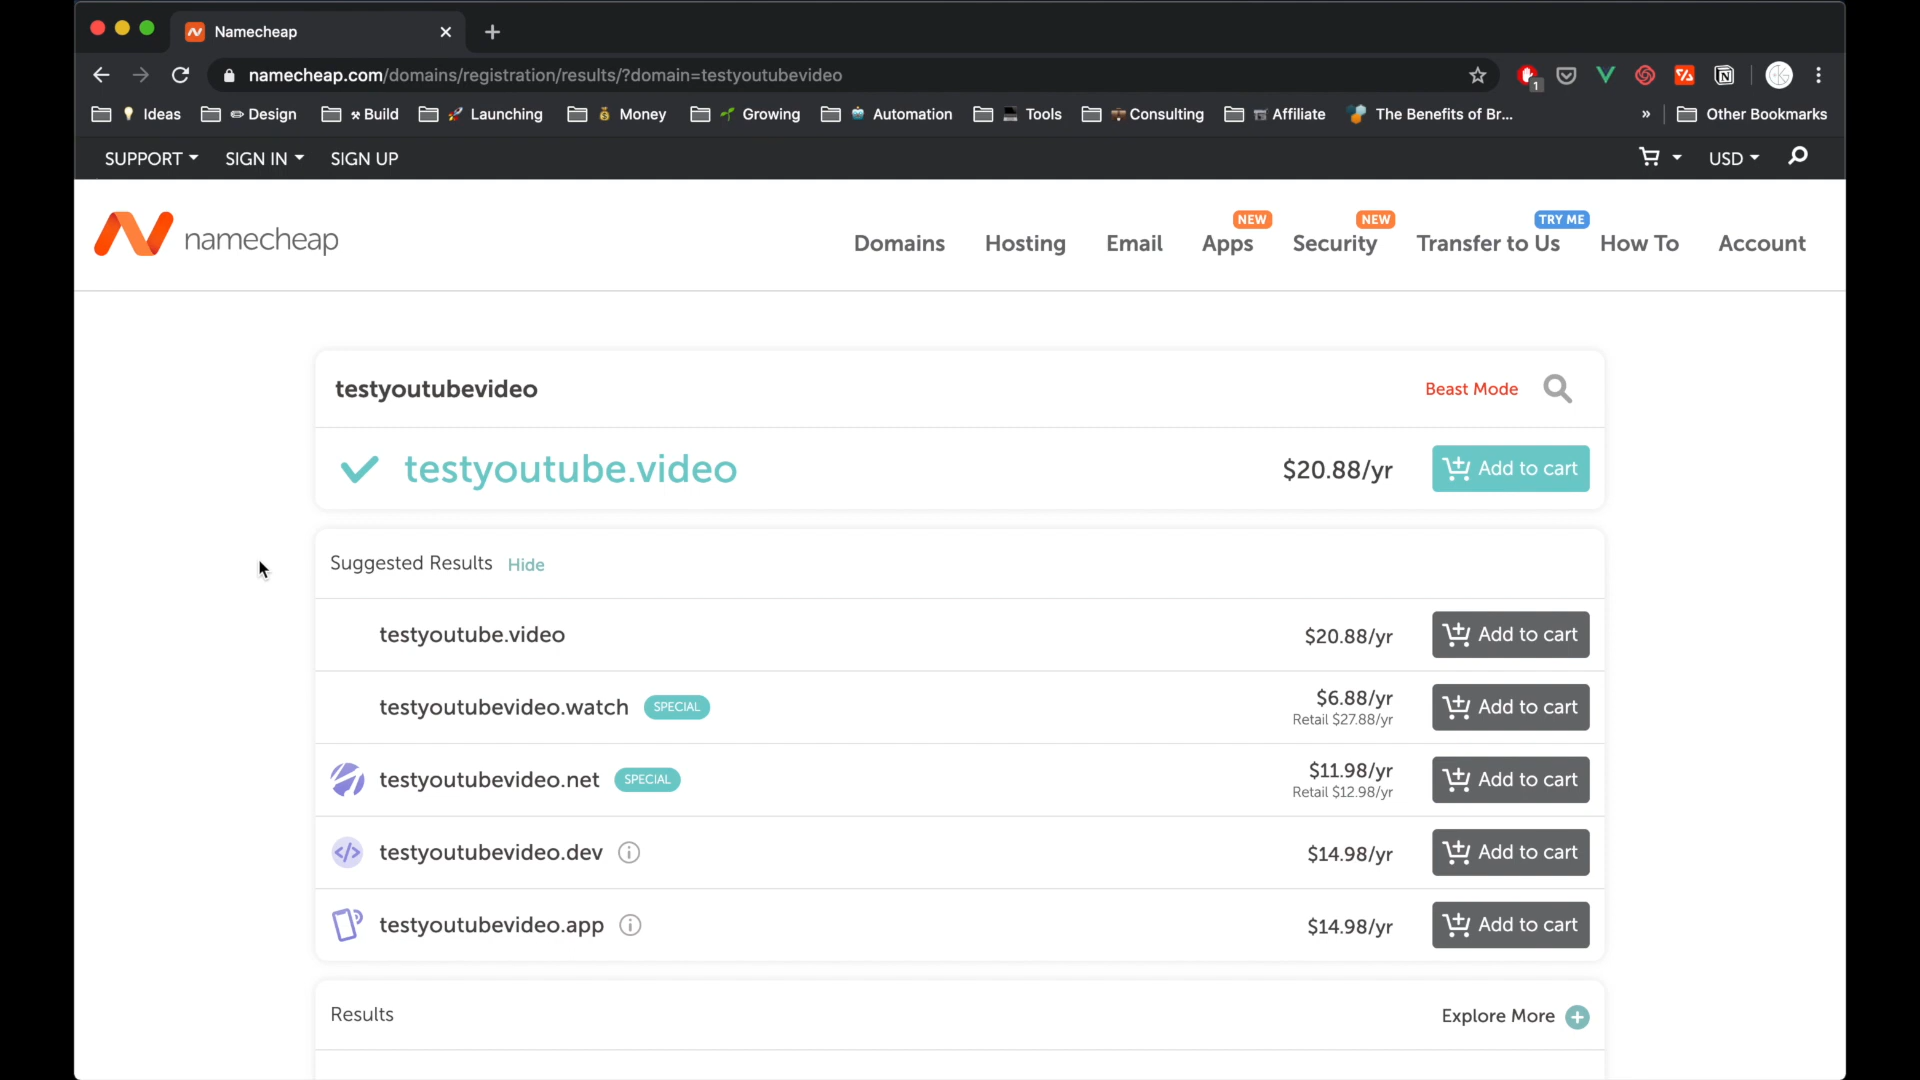 Namecheap
namecheap.com/domains/registration/results/?domain=testyoutubevideo
1
Ideas Design Build Launching Money Growing Automation Tools Consulting Affiliate The Benefits of Br... » Other Bookmarks
SUPPORT SIGN IN SIGN UP USD
namecheap
NEW NEW TRY ME
Domains Hosting Email Apps Security Transfer to Us How To Account
testyoutubevideo Beast Mode
testyoutube.video $20.88/yr Add to cart
Suggested Results Hide
testyoutube.video $20.88/yr Add to cart
testyoutubevideo.watch SPECIAL $6.88/yr Add to cart
Retail $27.88/yr
testyoutubevideo.net SPECIAL $11.98/yr Add to cart
Retail $12.98/yr
</> testyoutubevideo.dev i $14.98/yr Add to cart
testyoutubevideo.app i $14.98/yr Add to cart
Results Explore More +